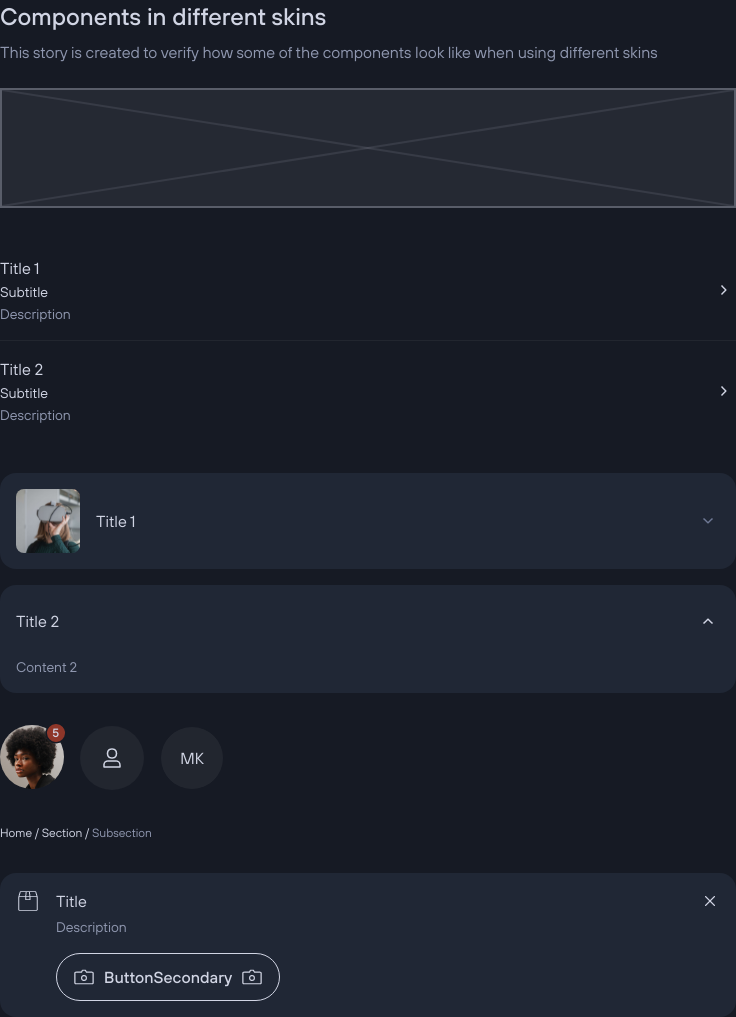 Components in different skins
This story is created to verify how some of the components look like when using different skins
Title 1
Subtitle
Description
Title 2
Subtitle
Description
Title 1
Title 2
Content 2
5
MK
Home / Section / Subsection
Title
Description
ButtonSecondary